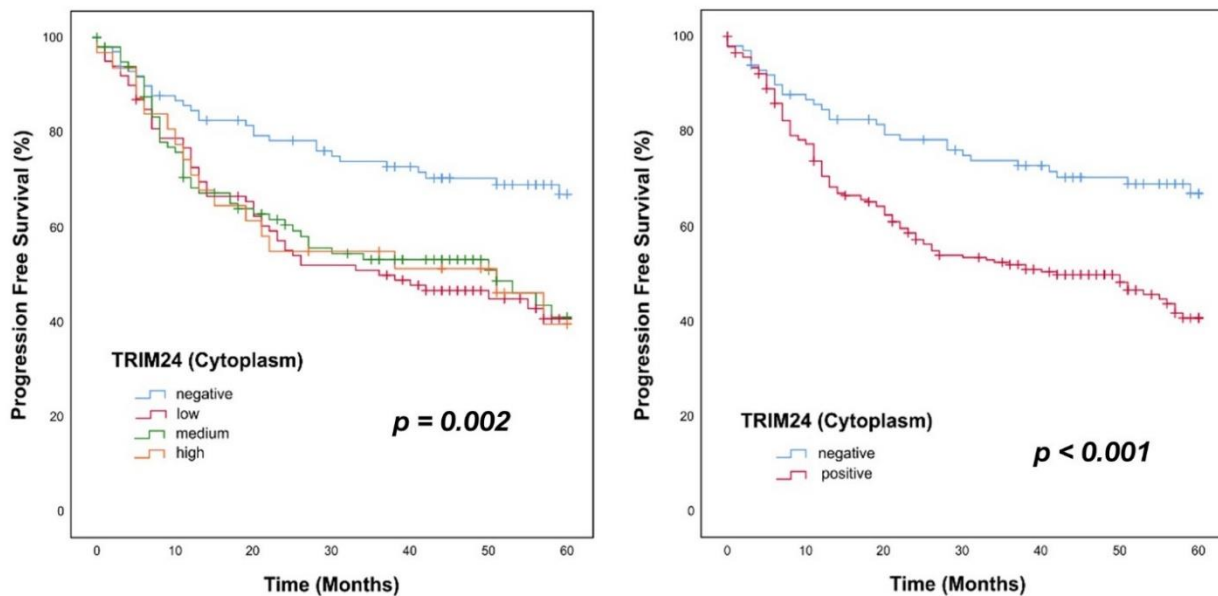 Progression Free Survival (%)
100
80
60
40
20
0
TRIM24 (Cytoplasm)
negative
low
medium
high
p = 0.002
0 10 20 30 40 50 60
Time (Months)
Progression Free Survival (%)
100
80
60
40
20
0
TRIM24 (Cytoplasm)
negative
positive
p < 0.001
0 10 20 30 40 50 60
Time (Months)